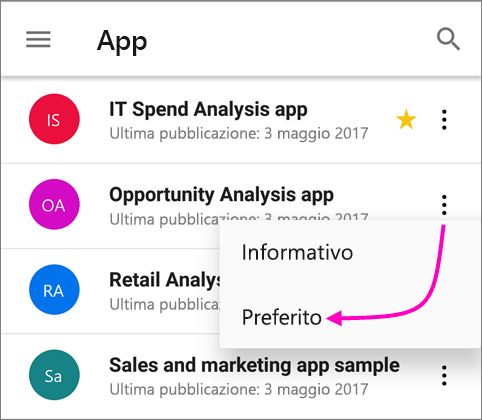 App
IS
IT Spend Analysis app
Ultima pubblicazione: 3 maggio 2017
OA
Opportunity Analysis app
Ultima pubblicazione: 3 maggio 2017
Informativo
RA
Retail Analys
Ultima pubblicaz
Preferito
Sa
Sales and marketing app sample
Ultima pubblicazione: 3 maggio 2017